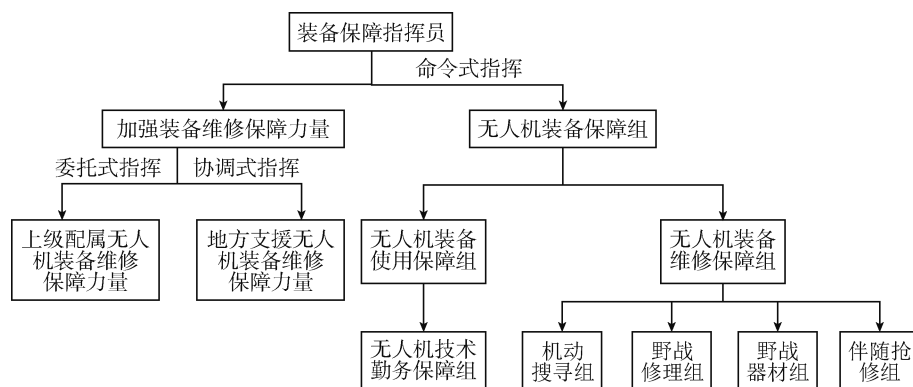 装备保障指挥员
命令式指挥
加强装备维修保障力量
无人机装备保障组
委托式指挥
协调式指挥
上级配属无人
机装备维修
保障力量
地方支援无人
机装备维修
保障力量
无人机装备
使用保障组
无人机装备
维修保障组
无人机技术
勤务保障组
机动
搜寻组
野战
修理组
野战
器材组
伴随抢
修组